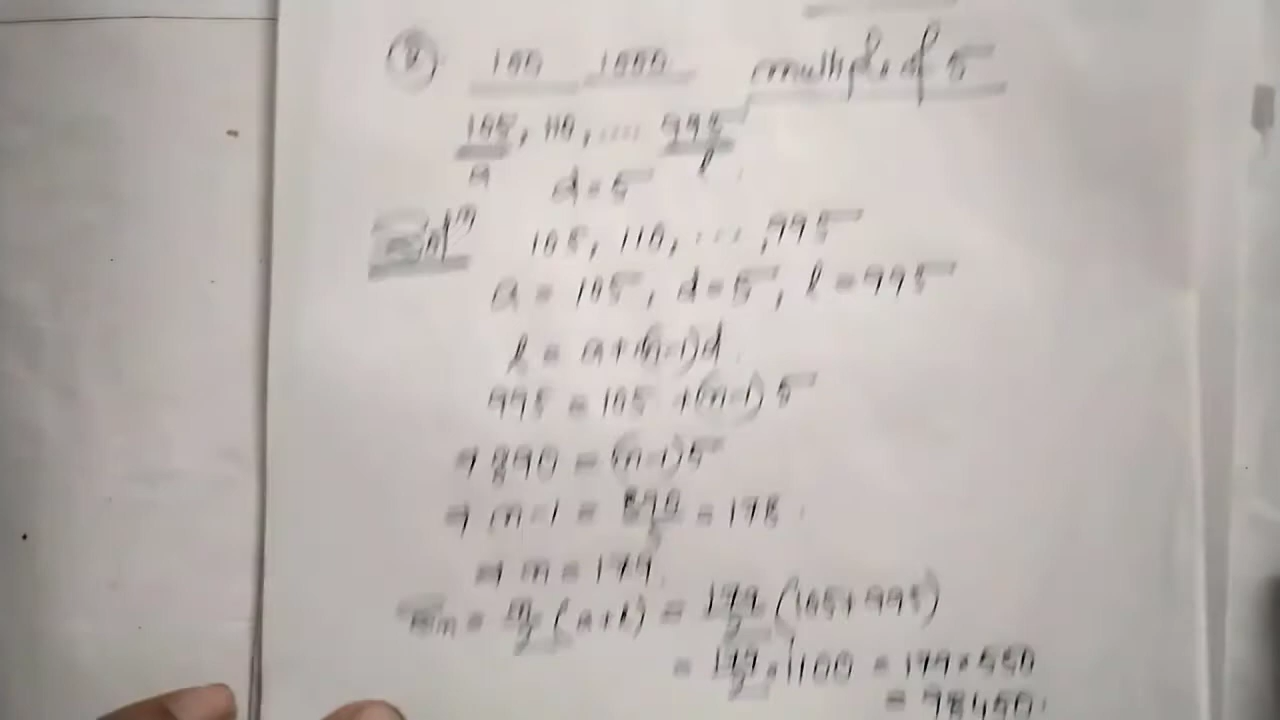 ② 100 1000 multiple of 5
105, 110, .... 995
a d = 5 l
Solⁿ 105, 110, ..., 995
a = 105, d = 5, l = 995
l = a + (n-1)d
995 = 105 + (n-1) 5
⇒ 890 = (n-1) 5
⇒ n-1 = 890/5 = 178
⇒ n = 179
Sn = n/2 (a+l) = 179/2 (105+995)
= 179/2 × 1100 = 179 × 550
= 98450.